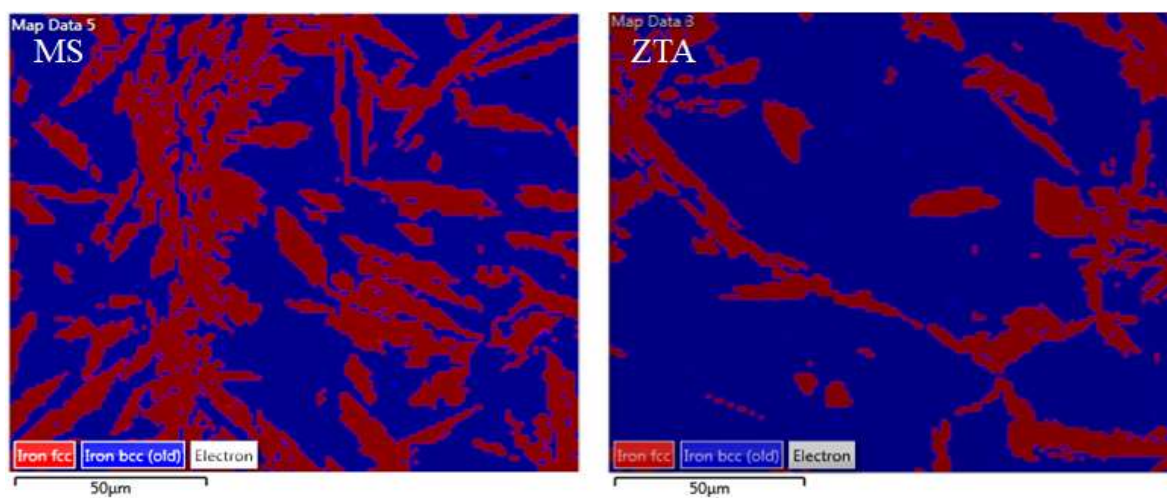 Map Data 5
MS
Iron fcc
Iron bcc (old)
Electron
50μm
Map Data 3
ZTA
Iron fcc
Iron bcc (old)
Electron
50μm